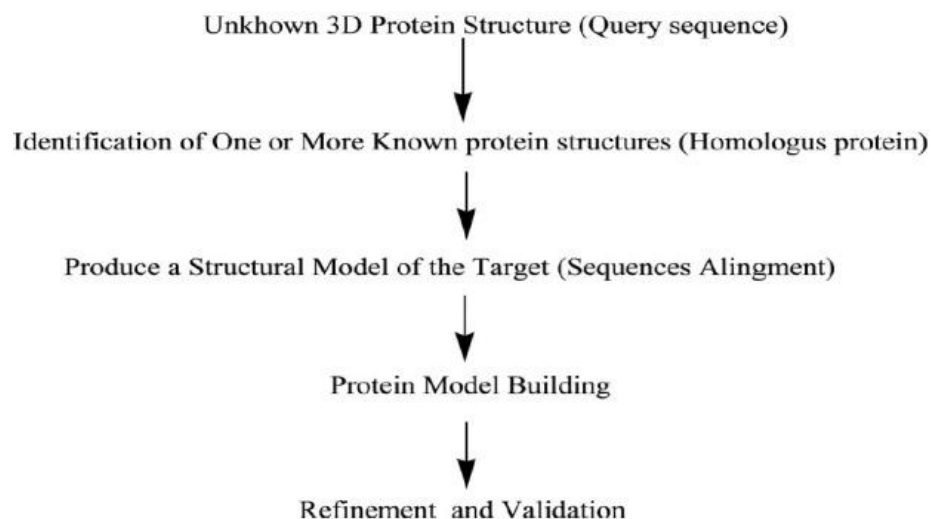 Unkhown 3D Protein Structure (Query sequence)
Identification of One or More Known protein structures (Homologus protein)
Produce a Structural Model of the Target (Sequences Alingment)
Protein Model Building
Refinement and Validation